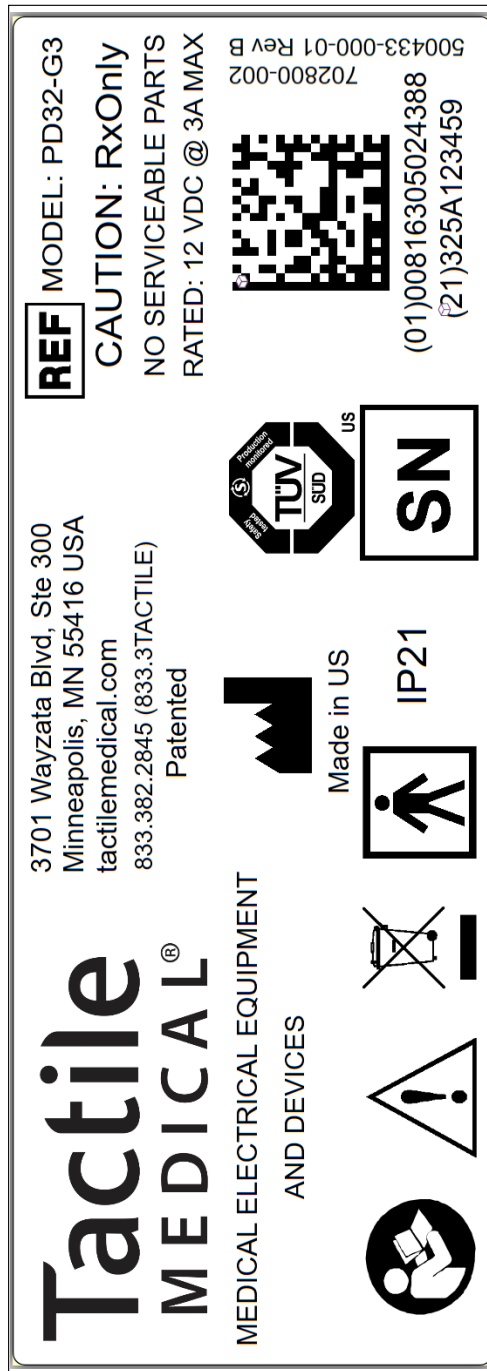 Tactile
MEDICAL®
3701 Wayzata Blvd, Ste 300
Minneapolis, MN 55416 USA
tactilemedical.com
833.382.2845 (833.3TACTILE)
Patented
REF MODEL: PD32-G3
CAUTION: RxOnly
NO SERVICEABLE PARTS
RATED: 12 VDC @ 3A MAX
MEDICAL ELECTRICAL EQUIPMENT
AND DEVICES
Made in US
Safety tested
Production monitored
TÜV
SÜD
US
702800-002
500433-000-01 Rev B
IP21
SN
(01)00816305024388
(21)325A123459